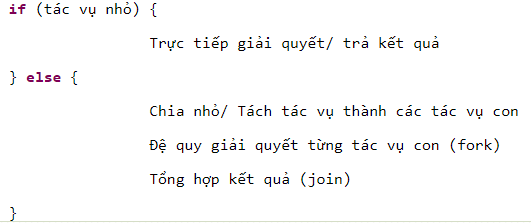 if (tác vụ nhỏ) {
Trực tiếp giải quyết/ trả kết quả
} else {
Chia nhỏ/ Tách tác vụ thành các tác vụ con
Đệ quy giải quyết từng tác vụ con (fork)
Tổng hợp kết quả (join)
}